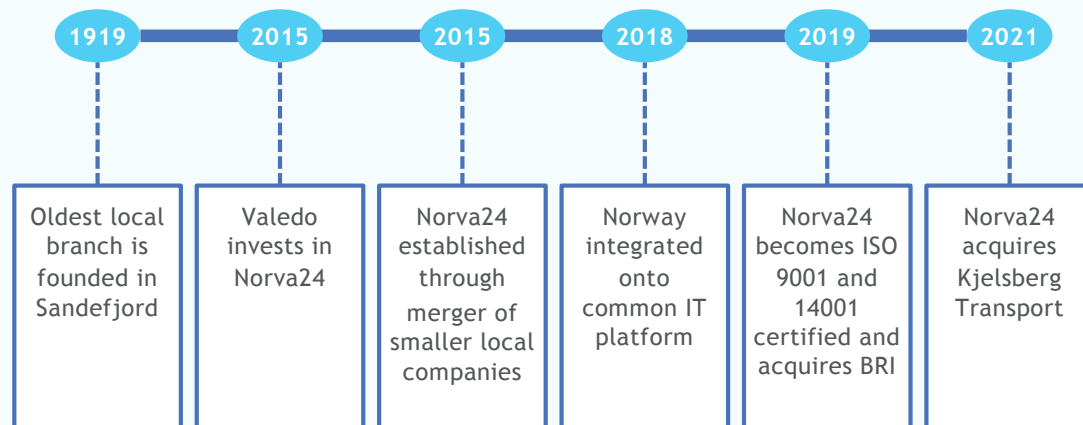 1919
2015
2015
2018
2019
2021
Oldest local
branch is
founded in
Sandefjord
Valedo
invests in
Norva24
Norva24
established
through
merger of
smaller local
companies
Norway
integrated
onto
common IT
platform
Norva24
becomes ISO
9001 and
14001
certified and
acquires BRI
Norva24
acquires
Kjelsberg
Transport